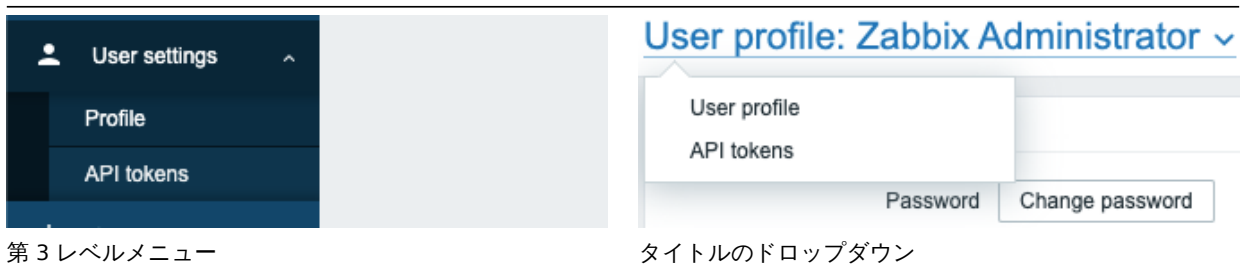 User settings
Profile
API tokens
第 3 レベルメニュー
User profile: Zabbix Administrator
User profile
API tokens
Password Change password
タイトルのドロップダウン